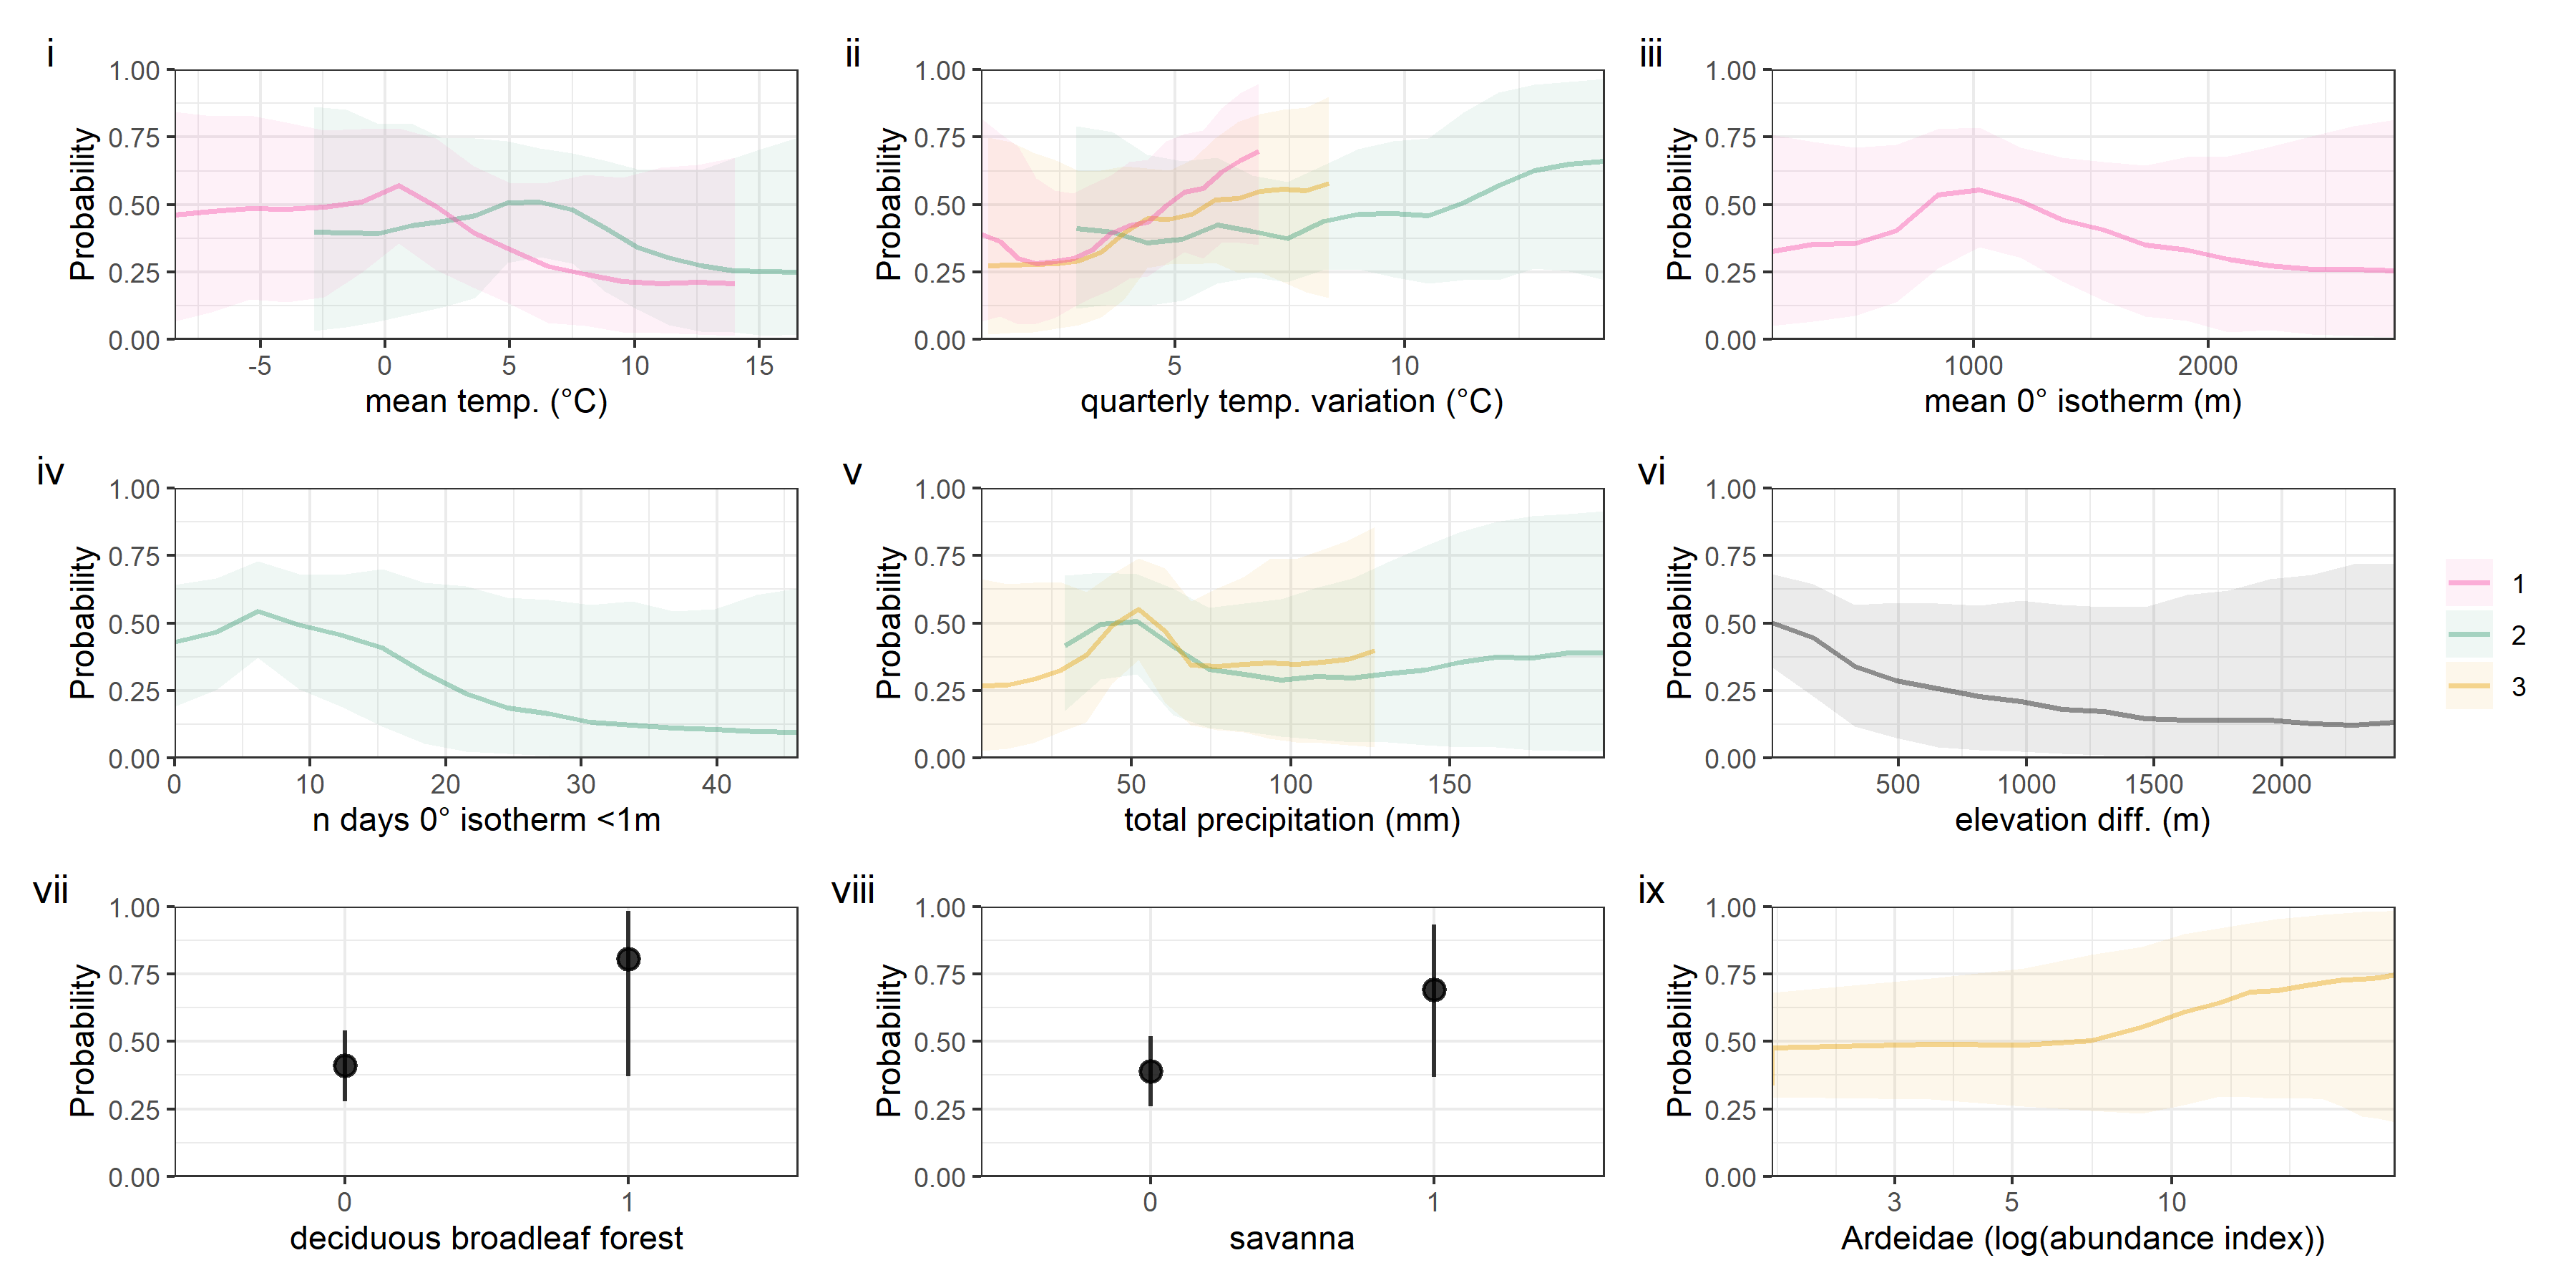 i
1.00
0.75
0.50
0.25
0.00
Probability
-5 0 5 10 15
mean temp. (°C)
ii
1.00
0.75
0.50
0.25
0.00
Probability
5 10
quarterly temp. variation (°C)
iii
1.00
0.75
0.50
0.25
0.00
Probability
1000 2000
mean 0° isotherm (m)
iv
1.00
0.75
0.50
0.25
0.00
Probability
0 10 20 30 40
n days 0° isotherm <1m
v
1.00
0.75
0.50
0.25
0.00
Probability
50 100 150
total precipitation (mm)
vi
1.00
0.75
0.50
0.25
0.00
Probability
500 1000 1500 2000
elevation diff. (m)
1
2
3
vii
1.00
0.75
0.50
0.25
0.00
Probability
0 1
deciduous broadleaf forest
viii
1.00
0.75
0.50
0.25
0.00
Probability
0 1
savanna
ix
1.00
0.75
0.50
0.25
0.00
Probability
3 5 10
Ardeidae (log(abundance index))